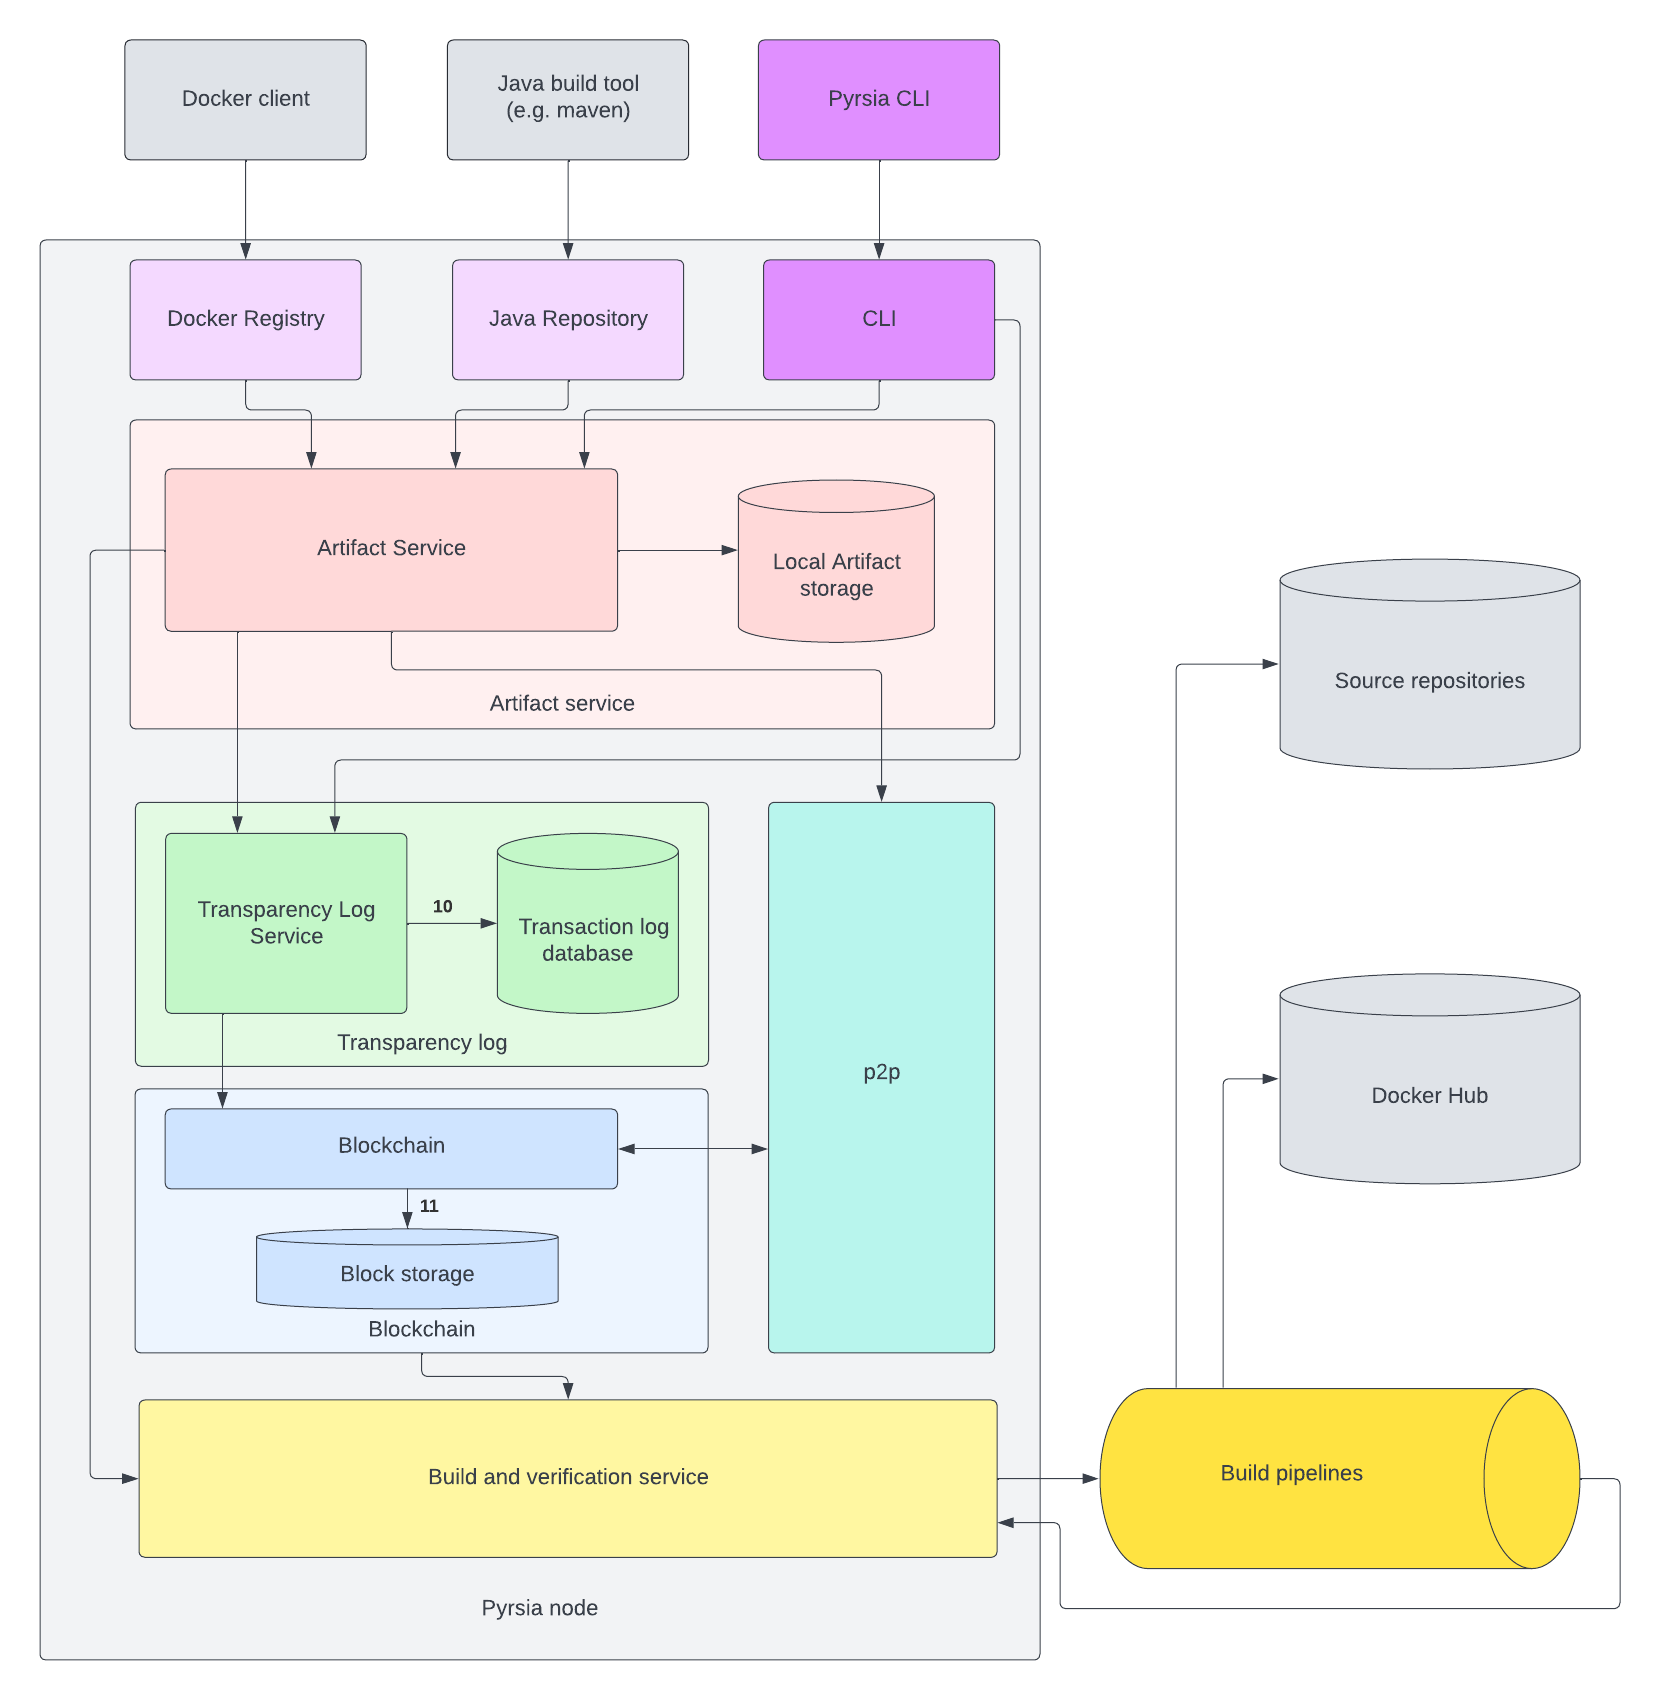 Docker client
Java build tool
(e.g. maven)
Pyrsia CLI
Docker Registry
Java Repository
CLI
Artifact Service
Local Artifact
storage
Artifact service
Source repositories
Transparency Log
Service
10
Transaction log
database
Transparency log
p2p
Docker Hub
Blockchain
11
Block storage
Blockchain
Build and verification service
Build pipelines
Pyrsia node